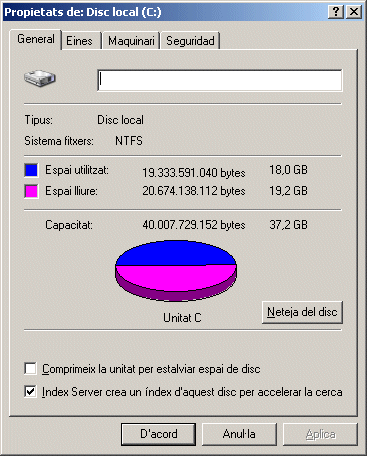 Propietats de: Disc local (C:)
General Eines Maquinari Seguridad
Tipus: Disc local
Sistema fitxers: NTFS
Espai utilitzat: 19.333.591.040 bytes 18,0 GB
Espai lliure: 20.674.138.112 bytes 19,2 GB
Capacitat: 40.007.729.152 bytes 37,2 GB
Unitat C
Neteja del disc
Comprimeix la unitat per estalviar espai de disc
Index Server crea un índex d'aquest disc per accelerar la cerca
D'acord Anul·la Aplica